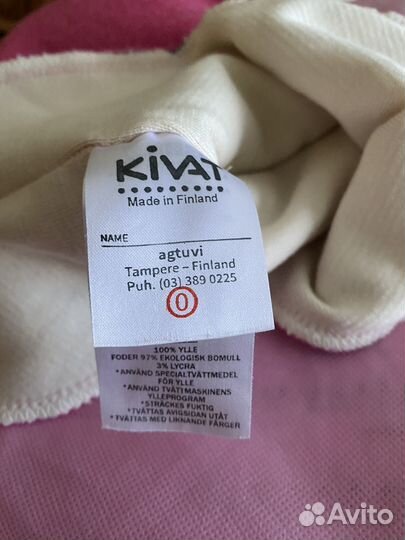 KIVAT
Made in Finland
NAME
agtuvi
Tampere – Finland
Puh. (03) 389 0225
0
100% YLLE
FODER 97% EKOLOGISK BOMULL
3% LYCRA
*ANVÄND SPECIALTVÄTTMEDEL
FÖR YLLE
*ANVÄND TVÄTTMASKINENS
YLLEPROGRAM
*STRÄCKES FUKTIG
*TVÄTTAS AVIGSIDAN UTÅT
*TVÄTTAS MED LIKNANDE FÄRGER
Avito